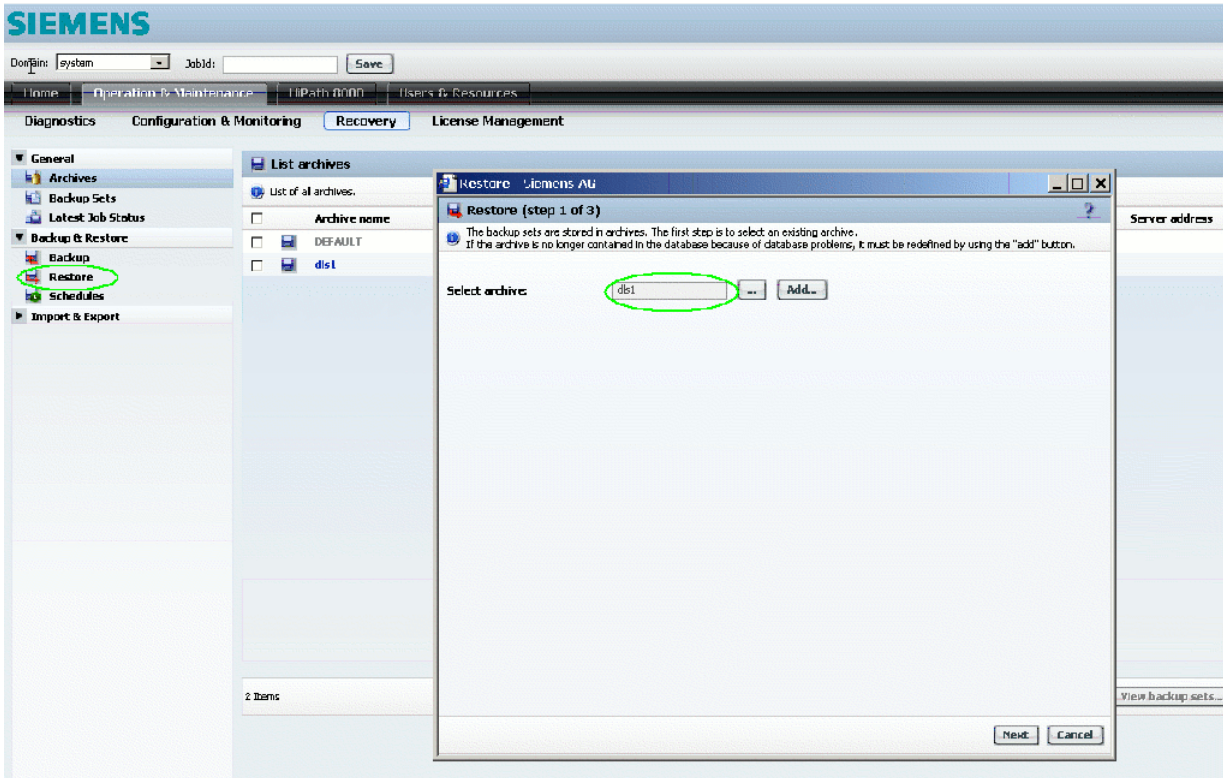 SIEMENS
Domain: system JobId: Save
Home Operation & Maintenance HiPath 8000 Users & Resources
Diagnostics Configuration & Monitoring Recovery License Management
General
Archives
Backup Sets
Latest Job Status
Backup & Restore
Backup
Restore
Schedules
Import & Export
List archives
List of all archives.
Archive name
DEFAULT
dls1
2 Items
Restore - Siemens AG
Restore (step 1 of 3)
?
The backup sets are stored in archives. The first step is to select an existing archive.
If the archive is no longer contained in the database because of database problems, it must be redefined by using the "add" button.
Select archive: dls1 ... Add...
Next Cancel
Server address
View backup sets...